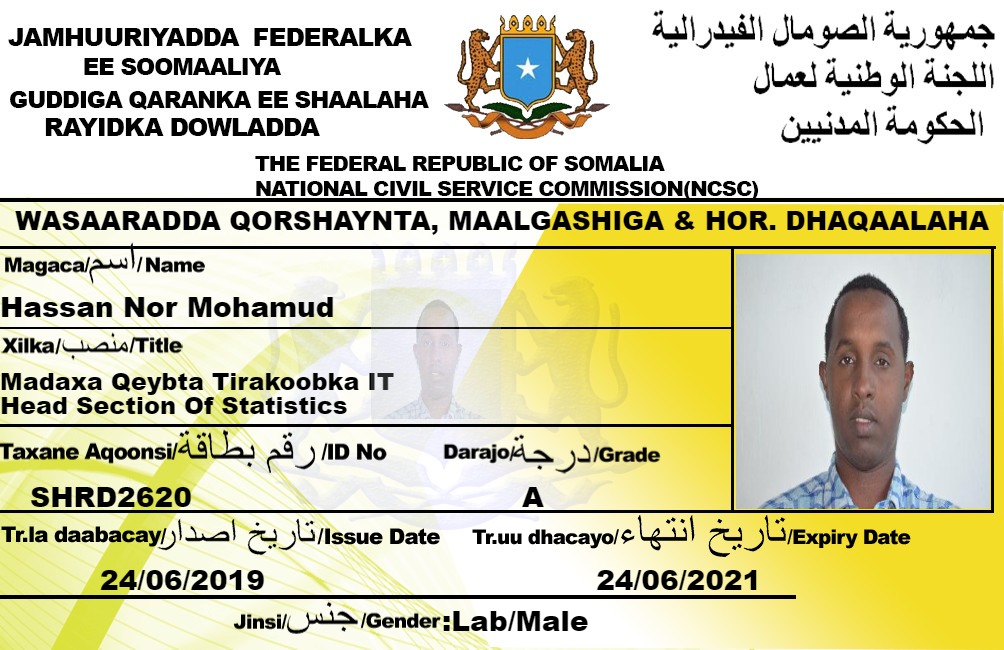 JAMHUURIYADDA FEDERALKA
EE SOOMAALIYA
GUDDIGA QARANKA EE SHAALAHA
RAYIDKA DOWLADDA
جمهورية الصومال الفيدرالية
اللجنة الوطنية لعمال
الحكومة المدنيين
THE FEDERAL REPUBLIC OF SOMALIA
NATIONAL CIVIL SERVICE COMMISSION(NCSC)
WASAARADDA QORSHAYNTA, MAALGASHIGA & HOR. DHAQAALAHA
Magaca/اسم/Name
Hassan Nor Mohamud
Xilka/منصب/Title
Madaxa Qeybta Tirakoobka IT
Head Section Of Statistics
Taxane Aqoonsi/رقم بطاقة/ID No
Darajo/درجة/Grade
SHRD2620
A
Tr.la daabacay/تاريخ اصدار/Issue Date
Tr.uu dhacayo/تاريخ انتهاء/Expiry Date
24/06/2019
24/06/2021
Jinsi/جنس/Gender:Lab/Male